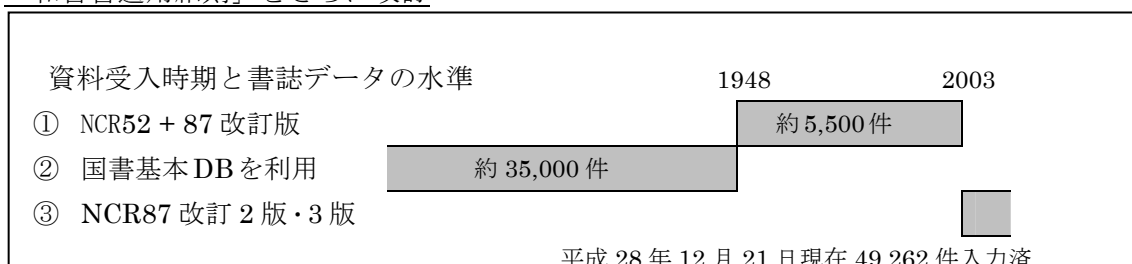 資料受入時期と書誌データの水準 1948 2003
① NCR52 + 87 改訂版 約 5,500 件
② 国書基本 DB を利用 約 35,000 件
③ NCR87 改訂 2 版・3 版
平成 28 年 12 月 21 日現在 49,262 件入力済